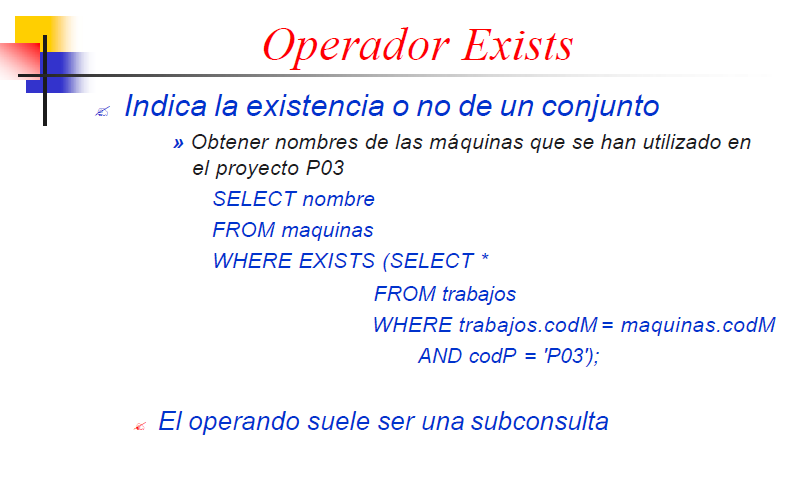 Operador Exists
Indica la existencia o no de un conjunto
» Obtener nombres de las máquinas que se han utilizado en
el proyecto P03
SELECT nombre
FROM maquinas
WHERE EXISTS (SELECT *
FROM trabajos
WHERE trabajos.codM = maquinas.codM
AND codP = 'P03');
El operando suele ser una subconsulta